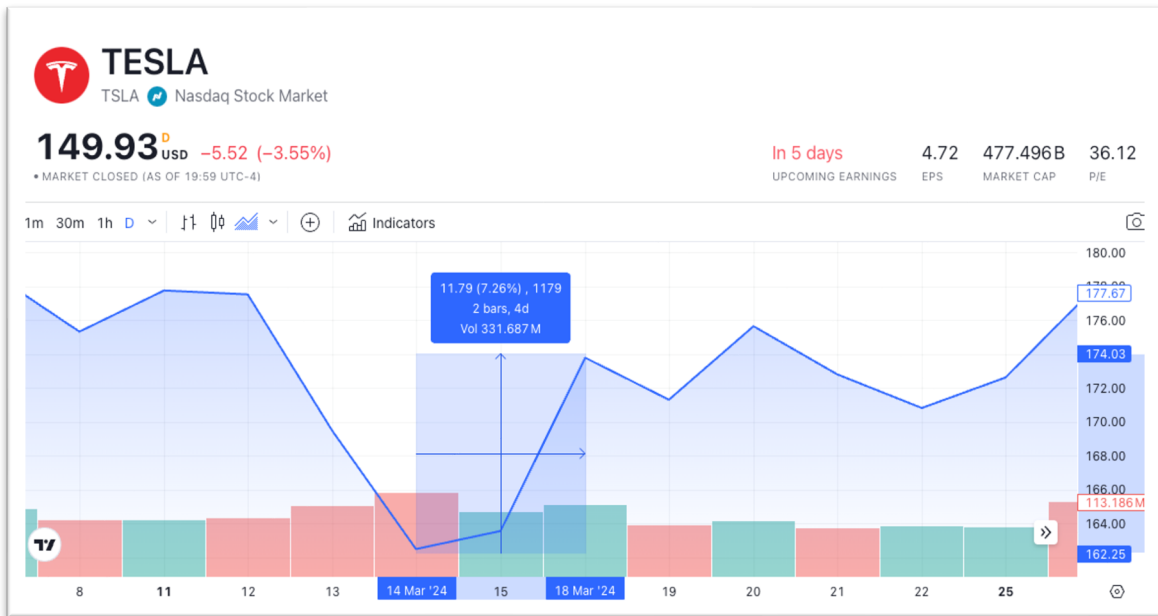 TESLA
TSLA Nasdaq Stock Market
149.93 D USD −5.52 (−3.55%)
• MARKET CLOSED (AS OF 19:59 UTC-4)
In 5 days 4.72 477.496B 36.12
UPCOMING EARNINGS EPS MARKET CAP P/E
1m 30m 1h D Indicators
11.79 (7.26%) , 1179
2 bars, 4d
Vol 331.687 M
180.00
177.67
176.00
174.03
172.00
170.00
168.00
166.00
113.186 M
164.00
162.25
8 11 12 13 14 Mar '24 15 18 Mar '24 19 20 21 22 25